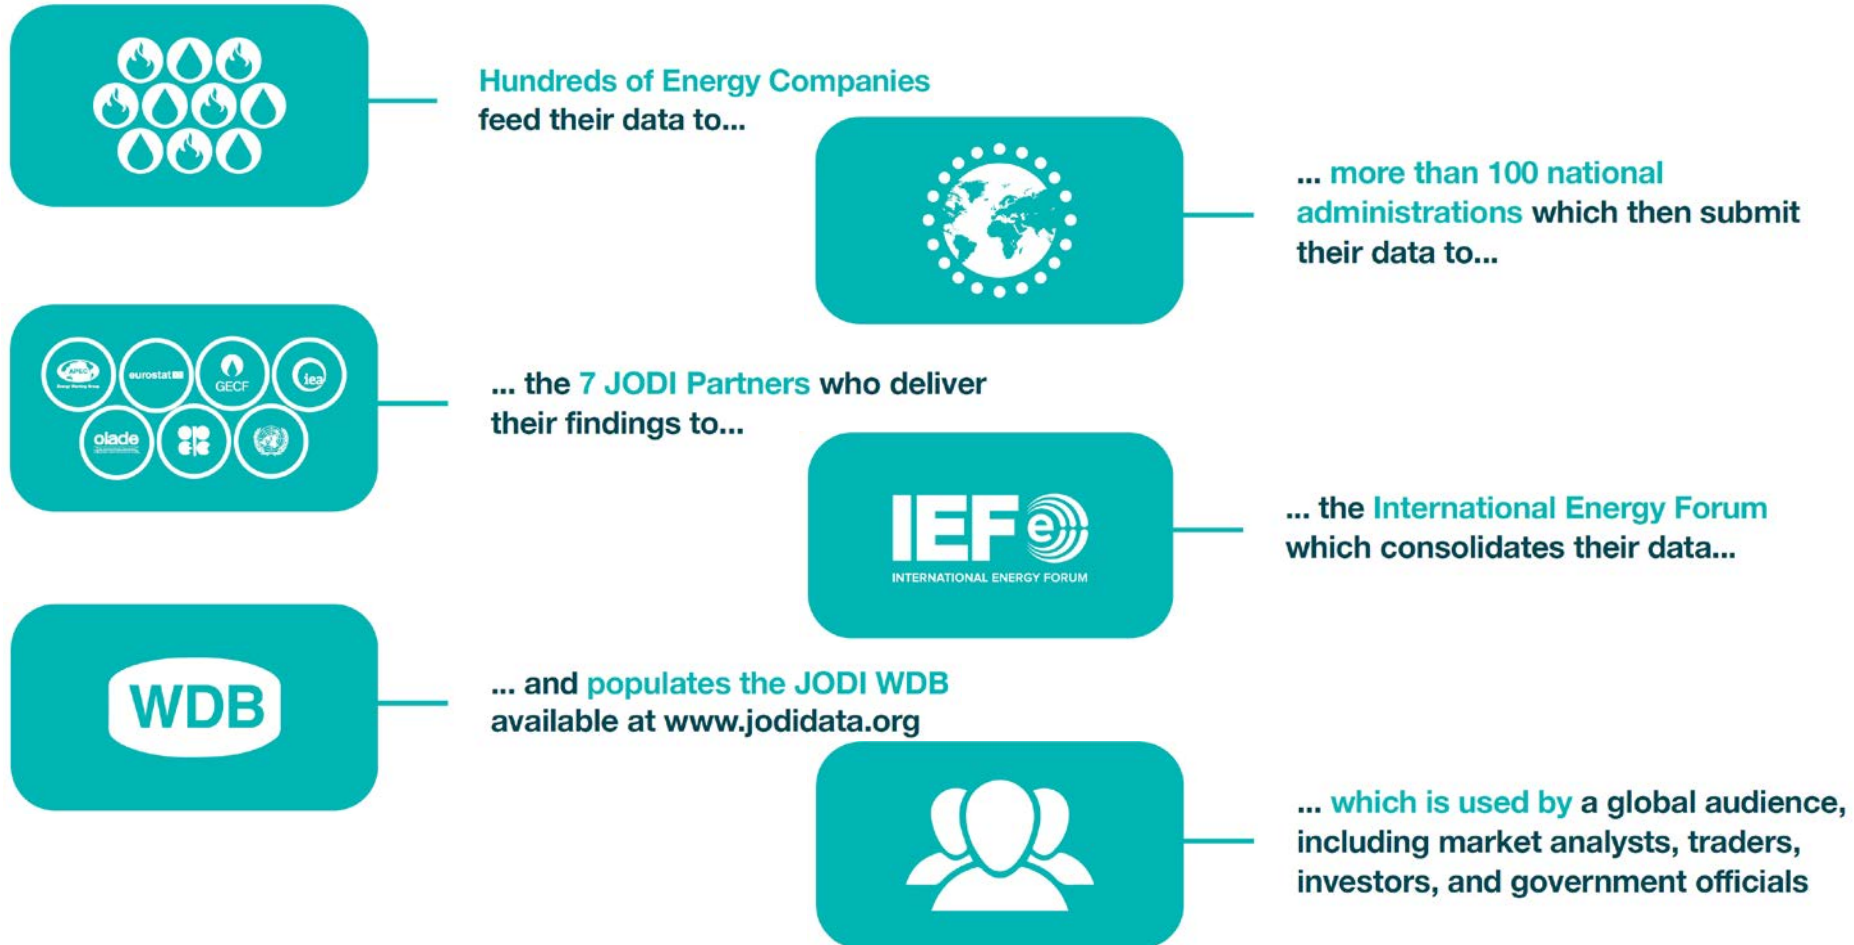 Hundreds of Energy Companies
feed their data to...
... more than 100 national
administrations which then submit
their data to...
APEC
eurostat
GECF
iea
olade
... the 7 JODI Partners who deliver
their findings to...
IEF e
INTERNATIONAL ENERGY FORUM
... the International Energy Forum
which consolidates their data...
WDB
... and populates the JODI WDB
available at www.jodidata.org
... which is used by a global audience,
including market analysts, traders,
investors, and government officials